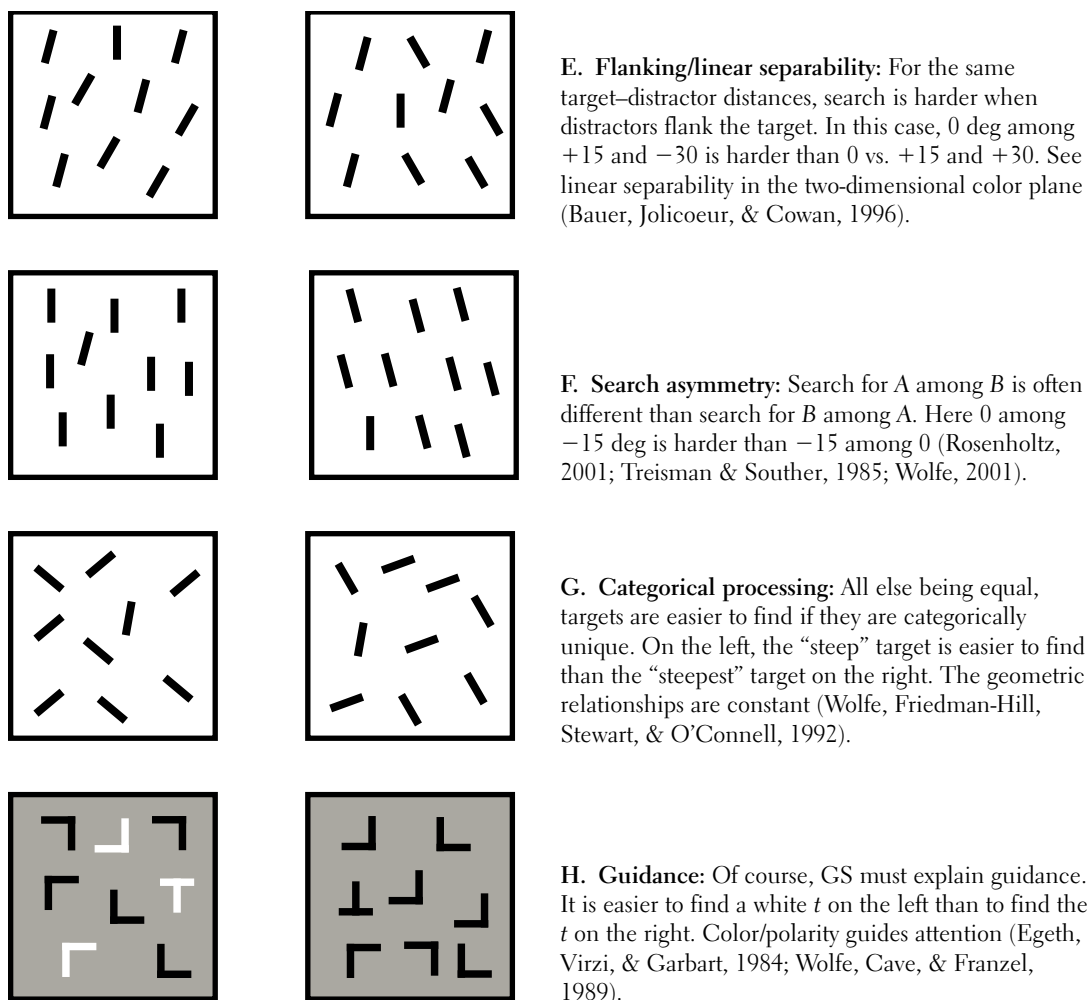 E. Flanking/linear separability: For the same
target–distractor distances, search is harder when
distractors flank the target. In this case, 0 deg among
+15 and −30 is harder than 0 vs. +15 and +30. See
linear separability in the two-dimensional color plane
(Bauer, Jolicoeur, & Cowan, 1996).
F. Search asymmetry: Search for A among B is often
different than search for B among A. Here 0 among
−15 deg is harder than −15 among 0 (Rosenholtz,
2001; Treisman & Souther, 1985; Wolfe, 2001).
G. Categorical processing: All else being equal,
targets are easier to find if they are categorically
unique. On the left, the “steep” target is easier to find
than the “steepest” target on the right. The geometric
relationships are constant (Wolfe, Friedman-Hill,
Stewart, & O’Connell, 1992).
H. Guidance: Of course, GS must explain guidance.
It is easier to find a white t on the left than to find the
t on the right. Color/polarity guides attention (Egeth,
Virzi, & Garbart, 1984; Wolfe, Cave, & Franzel,
1989).